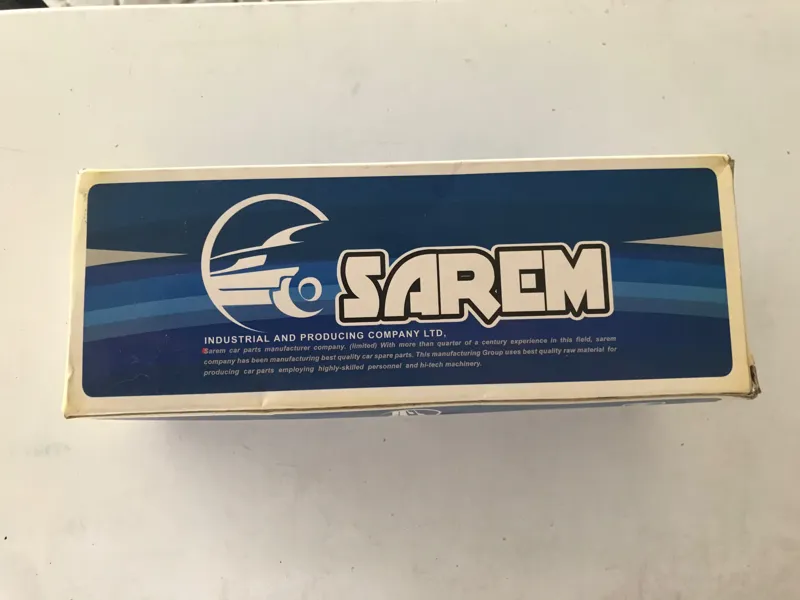 SAREM
INDUSTRIAL AND PRODUCING COMPANY LTD,
Sarem car parts manufacturer company. (limited) With more than quarter of a century experience in this field, sarem
company has been manufacturing best quality car spare parts. This manufacturing Group uses best quality raw material for
producing car parts employing highly-skilled personnel and hi-tech machinery.